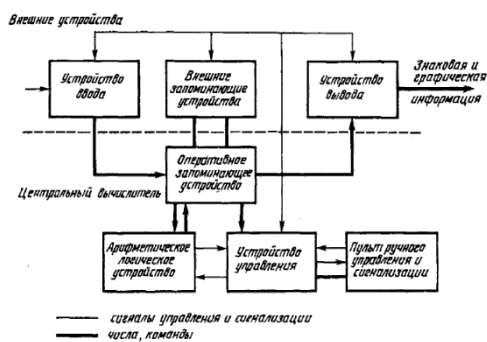 Внешние устройства
Устройство
ввода
Внешние
запоминающие
устройства
Устройство
вывода
Знаковая и
графическая
информация
Оперативное
запоминающее
устройство
Центральный вычислитель
Арифметическое
логическое
устройство
Устройство
управления
Пульт ручного
управления и
сигнализации
сигналы управления и сигнализации
числа, команды